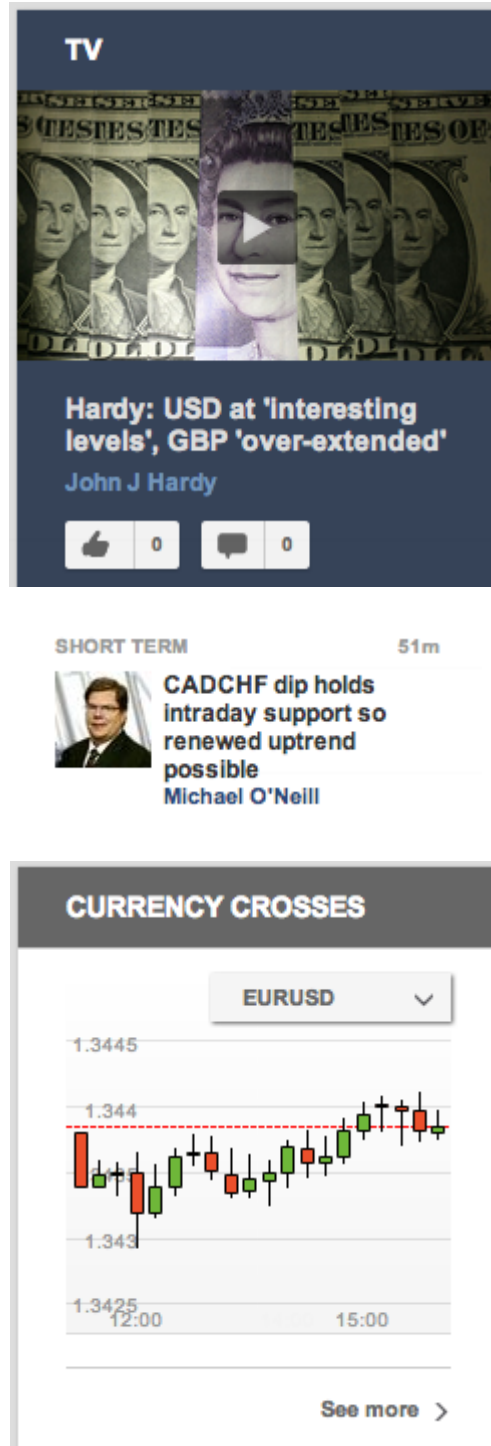 TV
Hardy: USD at 'interesting
levels', GBP 'over-extended'
John J Hardy
0
0
SHORT TERM
51m
CADCHF dip holds
intraday support so
renewed uptrend
possible
Michael O'Neill
CURRENCY CROSSES
EURUSD
1.3445
1.344
1.343
1.3425
12:00
15:00
See more